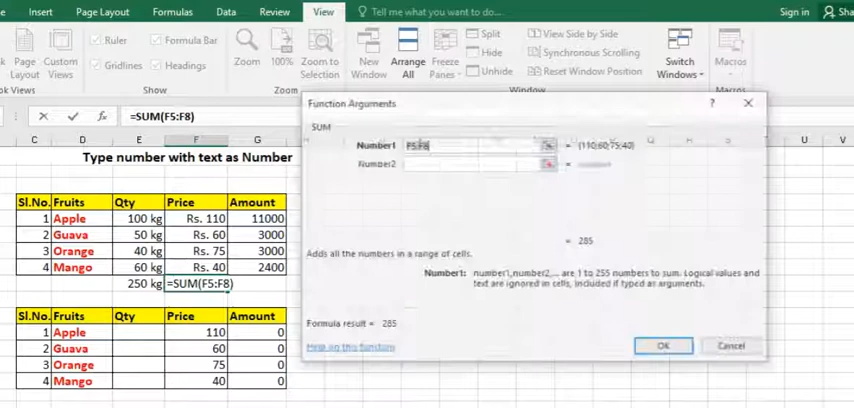 e Insert Page Layout Formulas Data Review View Tell me what you want to do... Sign in Sha
Ruler Formula Bar
Gridlines Headings
Show
Page Layout
Custom Views
k Views
Zoom 100% Zoom to Selection
Zoom
New Window Arrange All Freeze Panes
Split
Hide
Unhide
View Side by Side
Synchronous Scrolling
Reset Window Position
Window
Switch Windows
Macros
Macros
fx =SUM(F5:F8)
C D E F G U V
Type number with text as Number
Sl.No. Fruits Qty Price Amount
1 Apple 100 kg Rs. 110 11000
2 Guava 50 kg Rs. 60 3000
3 Orange 40 kg Rs. 75 3000
4 Mango 60 kg Rs. 40 2400
250 kg =SUM(F5:F8)
Sl.No. Fruits Qty Price Amount
1 Apple 110 0
2 Guava 60 0
3 Orange 75 0
4 Mango 40 0
Function Arguments ?
SUM
Number1 F5:F8 = {110;60;75;40}
Number2 =
= 285
Adds all the numbers in a range of cells.
Number1: number1,number2,... are 1 to 255 numbers to sum. Logical values and
text are ignored in cells, included if typed as arguments.
Formula result = 285
Help on this function OK Cancel